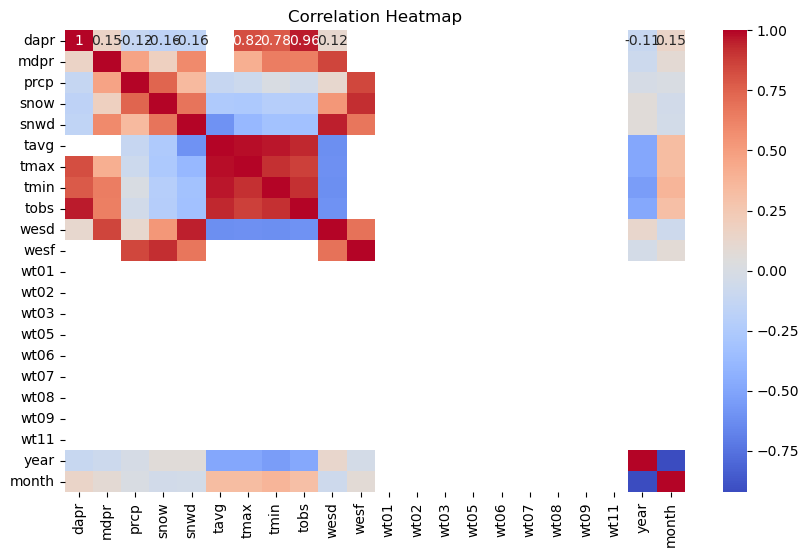 Correlation Heatmap
dapr 1 0.15 -0.12 -0.16 -0.16 0.82 0.78 0.96 0.12 -0.11 0.15
mdpr
prcp
snow
snwd
tavg
tmax
tmin
tobs
wesd
wesf
wt01
wt02
wt03
wt05
wt06
wt07
wt08
wt09
wt11
year
month
dapr mdpr prcp snow snwd tavg tmax tmin tobs wesd wesf wt01 wt02 wt03 wt05 wt06 wt07 wt08 wt09 wt11 year month
1.00
0.75
0.50
0.25
0.00
−0.25
−0.50
−0.75